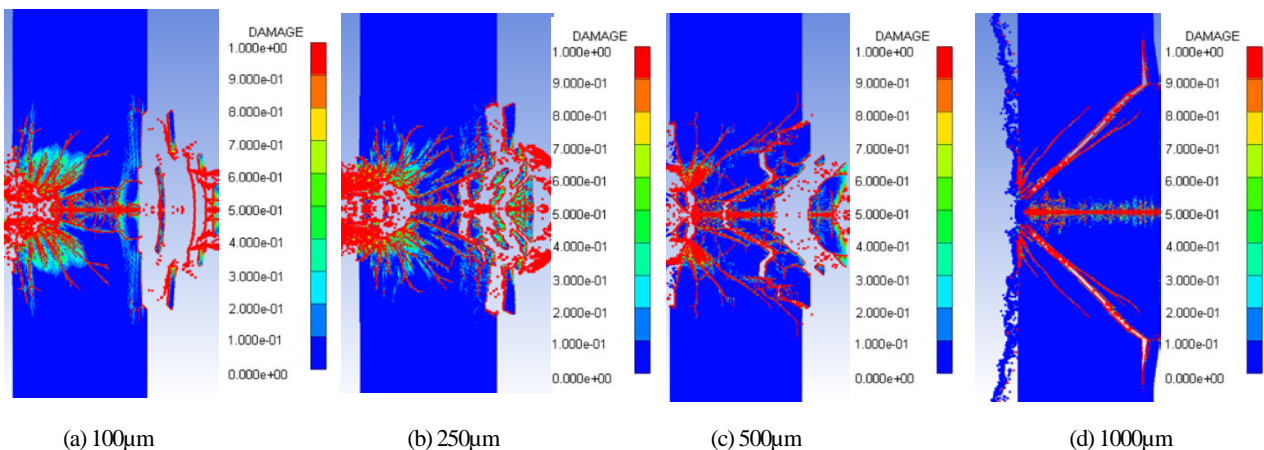 DAMAGE
1.000e+00
9.000e-01
8.000e-01
7.000e-01
6.000e-01
5.000e-01
4.000e-01
3.000e-01
2.000e-01
1.000e-01
0.000e+00
(a) 100µm
DAMAGE
1.000e+00
9.000e-01
8.000e-01
7.000e-01
6.000e-01
5.000e-01
4.000e-01
3.000e-01
2.000e-01
1.000e-01
0.000e+00
(b) 250µm
DAMAGE
1.000e+00
9.000e-01
8.000e-01
7.000e-01
6.000e-01
5.000e-01
4.000e-01
3.000e-01
2.000e-01
1.000e-01
0.000e+00
(c) 500µm
DAMAGE
1.000e+00
9.000e-01
8.000e-01
7.000e-01
6.000e-01
5.000e-01
4.000e-01
3.000e-01
2.000e-01
1.000e-01
0.000e+00
(d) 1000µm